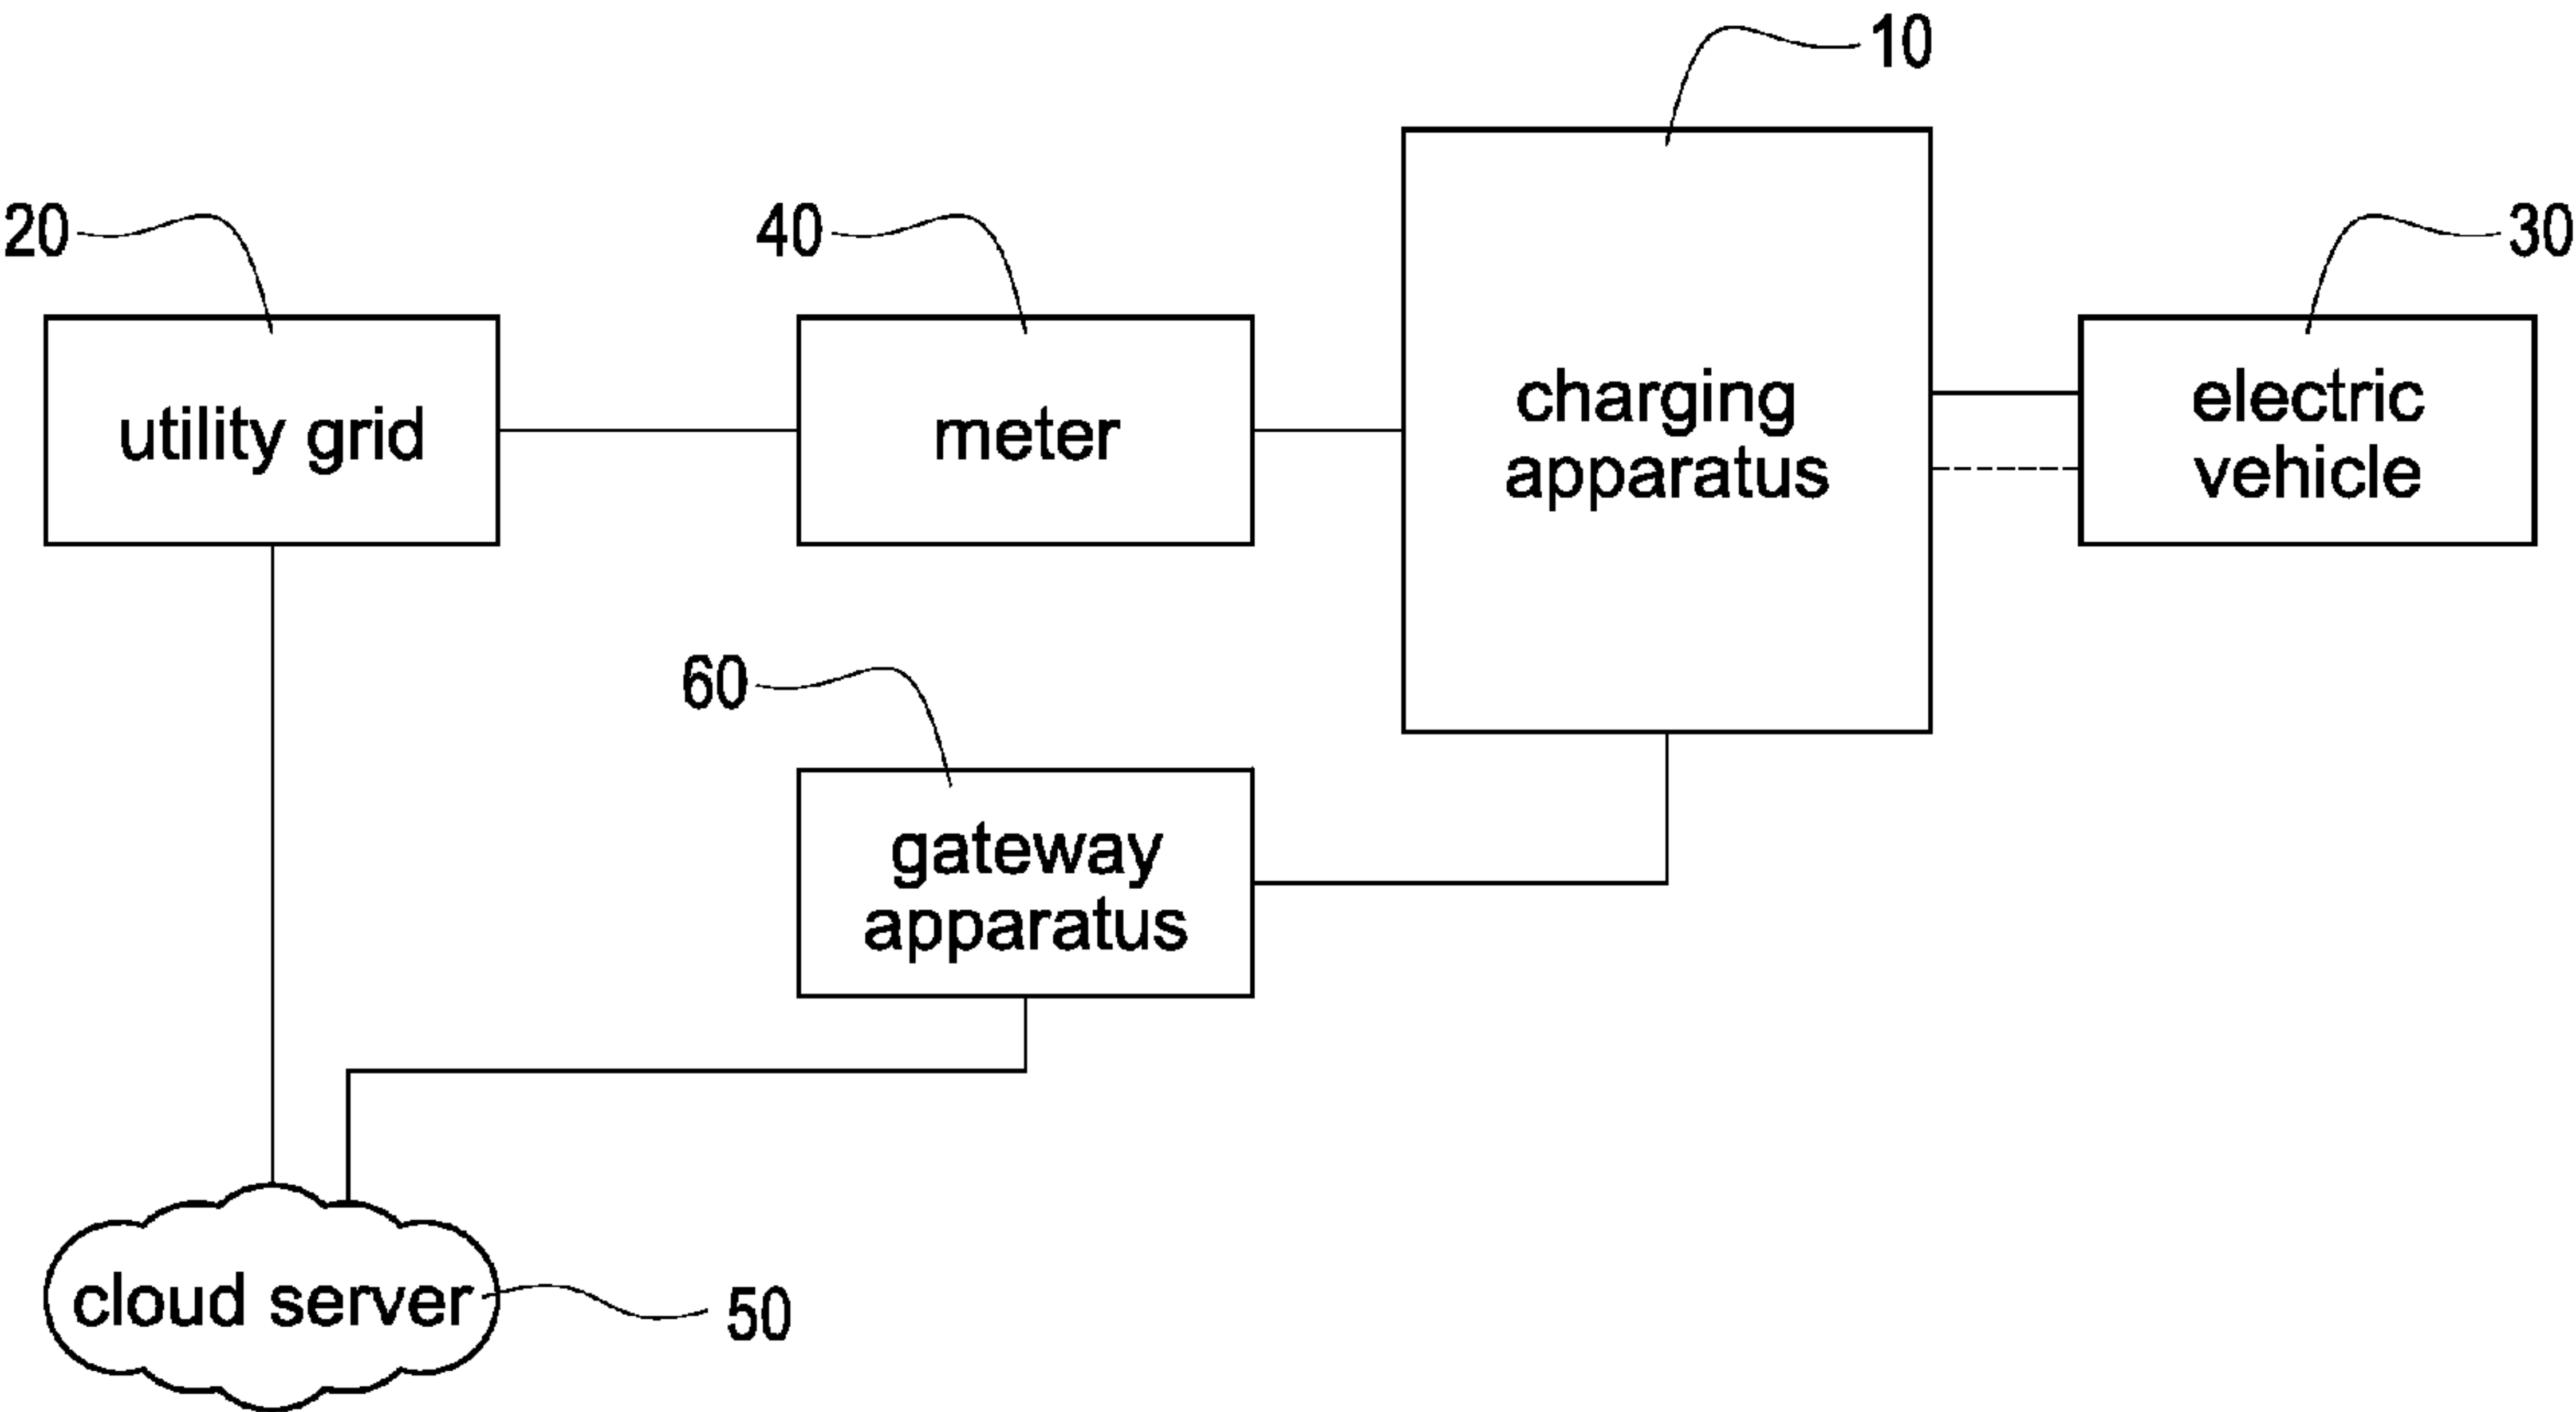 10
20
40
30
utility grid
meter
charging
apparatus
electric
vehicle
60
gateway
apparatus
cloud server
50